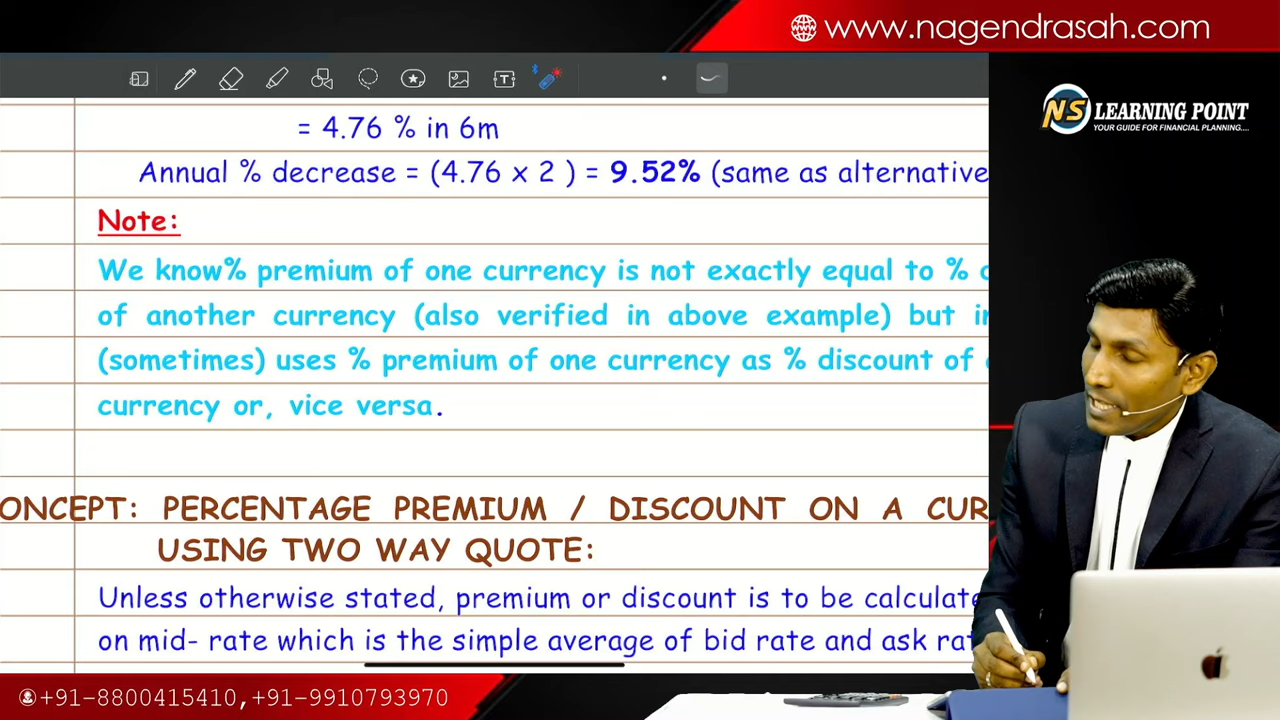 www.nagendrasah.com
NS LEARNING POINT
YOUR GUIDE FOR FINANCIAL PLANNING....
= 4.76 % in 6m
Annual % decrease = (4.76 x 2 ) = 9.52% (same as alternative
Note:
We know% premium of one currency is not exactly equal to %
of another currency (also verified in above example) but
(sometimes) uses % premium of one currency as % discount of
currency or, vice versa.
ONCEPT: PERCENTAGE PREMIUM / DISCOUNT ON A CUR
USING TWO WAY QUOTE:
Unless otherwise stated, premium or discount is to be calculate
on mid- rate which is the simple average of bid rate and ask rat
+91-8800415410,+91-9910793970